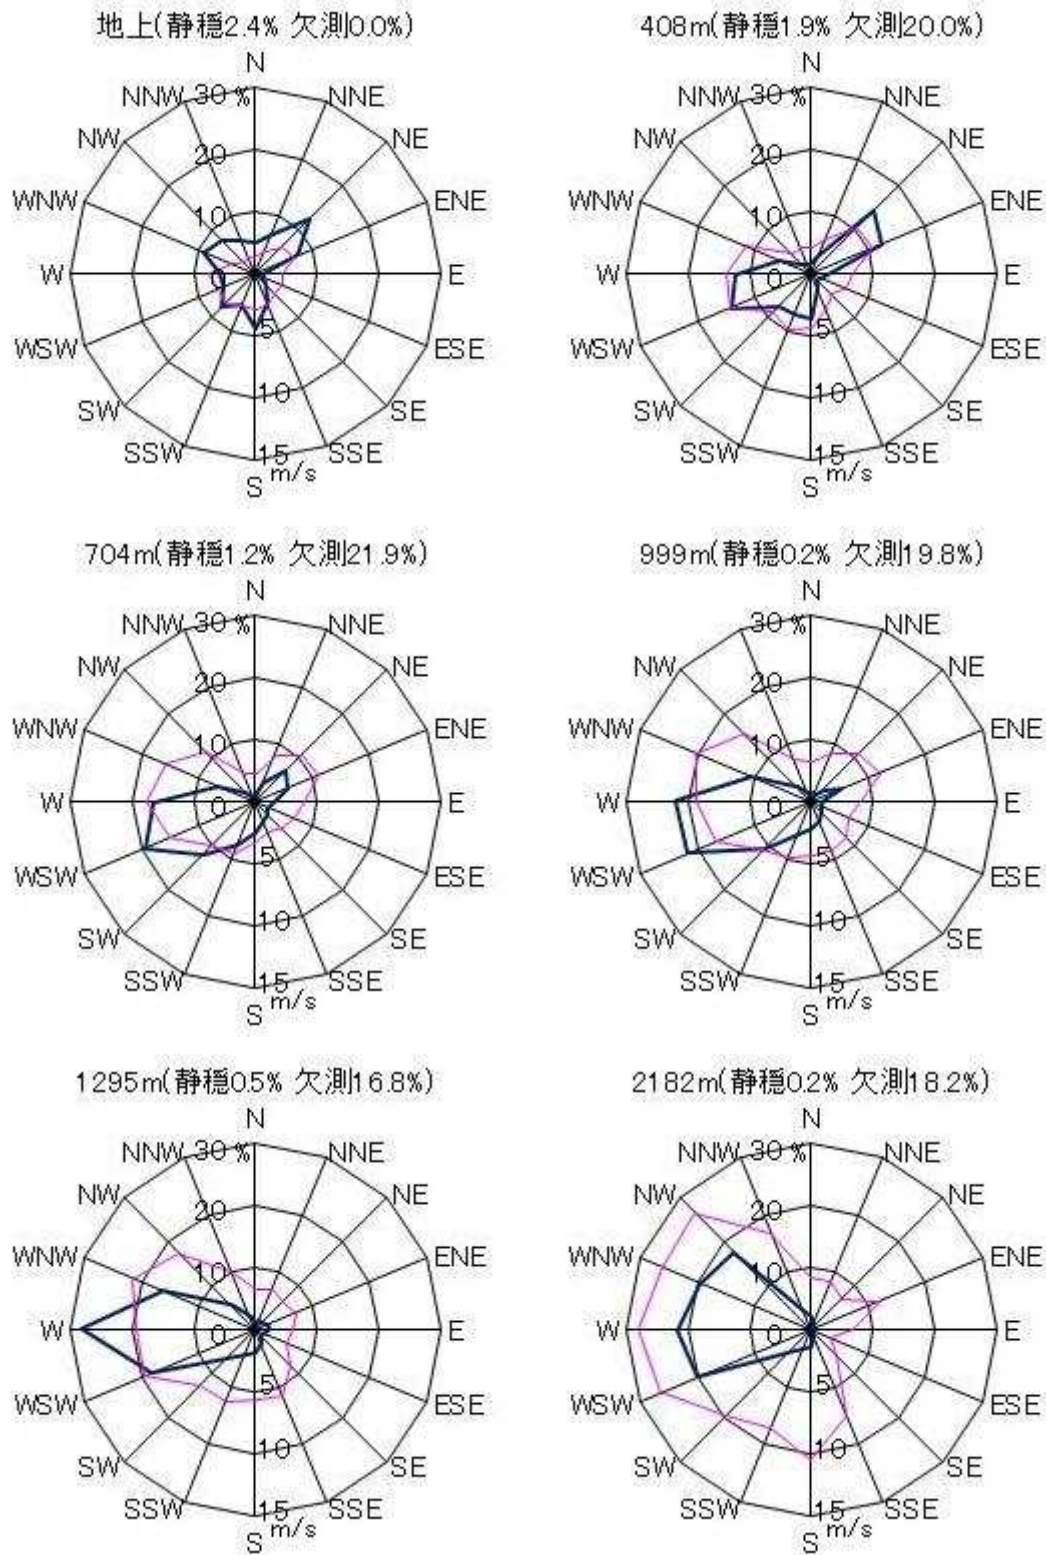 地上(静穏2.4% 欠測0.0%)
N
NNW 30 % NNE
NW 20 NE
WNW 10 ENE
W 0 E
WSW 5 ESE
SW 10 SE
SSW 15 SSE
S m/s
408m(静穏1.9% 欠測20.0%)
N
NNW 30 % NNE
NW 20 NE
WNW 10 ENE
W 0 E
WSW 5 ESE
SW 10 SE
SSW 15 SSE
S m/s
704m(静穏1.2% 欠測21.9%)
N
NNW 30 % NNE
NW 20 NE
WNW 10 ENE
W 0 E
WSW 5 ESE
SW 10 SE
SSW 15 SSE
S m/s
999m(静穏0.2% 欠測19.8%)
N
NNW 30 % NNE
NW 20 NE
WNW 10 ENE
W 0 E
WSW 5 ESE
SW 10 SE
SSW 15 SSE
S m/s
1295m(静穏0.5% 欠測16.8%)
N
NNW 30 % NNE
NW 20 NE
WNW 10 ENE
W 0 E
WSW 5 ESE
SW 10 SE
SSW 15 SSE
S m/s
2182m(静穏0.2% 欠測18.2%)
N
NNW 30 % NNE
NW 20 NE
WNW 10 ENE
W 0 E
WSW 5 ESE
SW 10 SE
SSW 15 SSE
S m/s